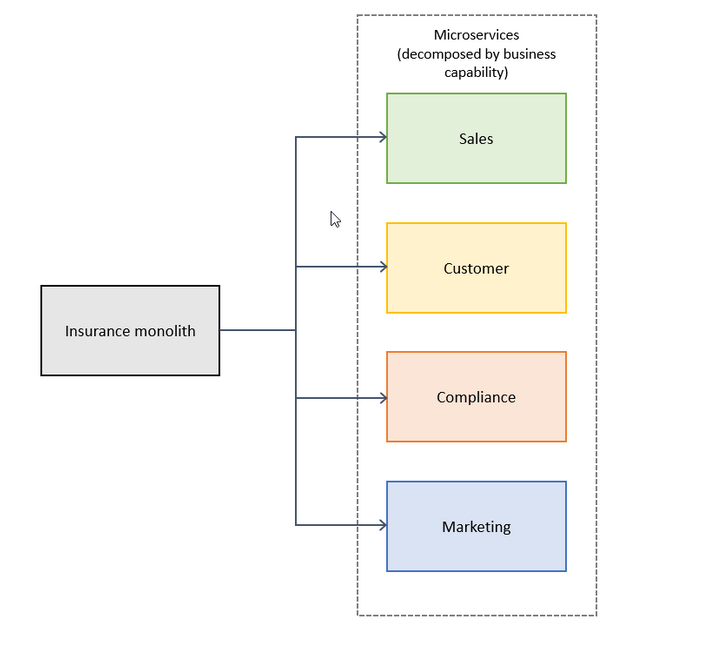 Microservices
(decomposed by business
capability)
Sales
Customer
Insurance monolith
Compliance
Marketing